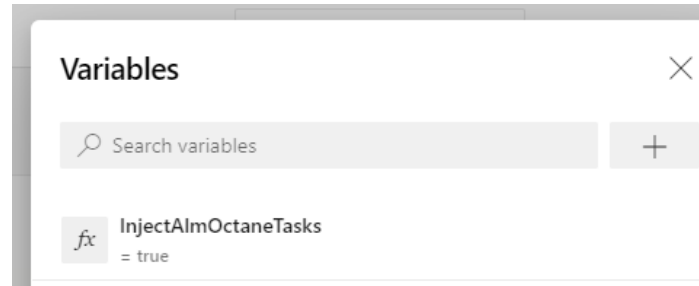 Variables
Search variables
fx
InjectAlmOctaneTasks
= true